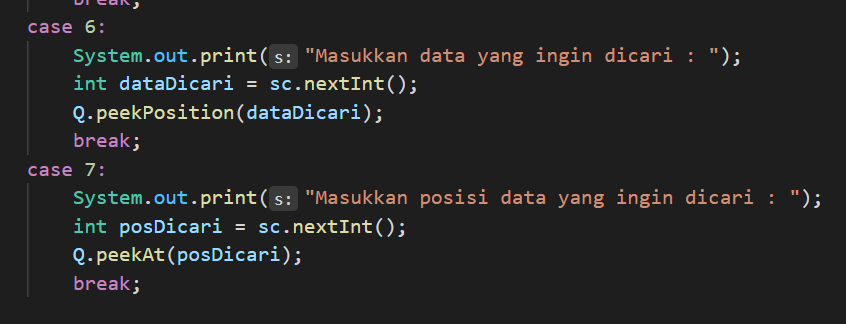 break;
case 6:
System.out.print(s: "Masukkan data yang ingin dicari : ");
int dataDicari = sc.nextInt();
Q.peekPosition(dataDicari);
break;
case 7:
System.out.print(s: "Masukkan posisi data yang ingin dicari : ");
int posDicari = sc.nextInt();
Q.peekAt(posDicari);
break;